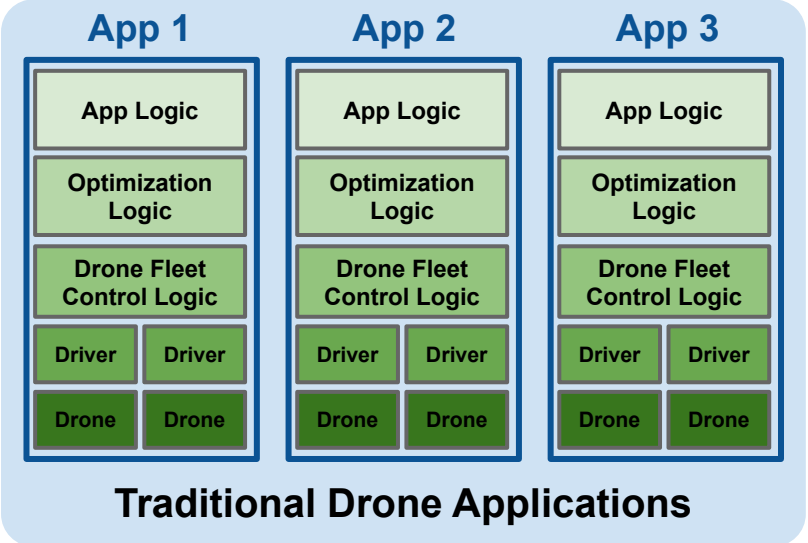 App 1
App 2
App 3
App Logic
App Logic
App Logic
Optimization
Logic
Optimization
Logic
Optimization
Logic
Drone Fleet
Control Logic
Drone Fleet
Control Logic
Drone Fleet
Control Logic
Driver
Driver
Driver
Driver
Driver
Driver
Drone
Drone
Drone
Drone
Drone
Drone
Traditional Drone Applications